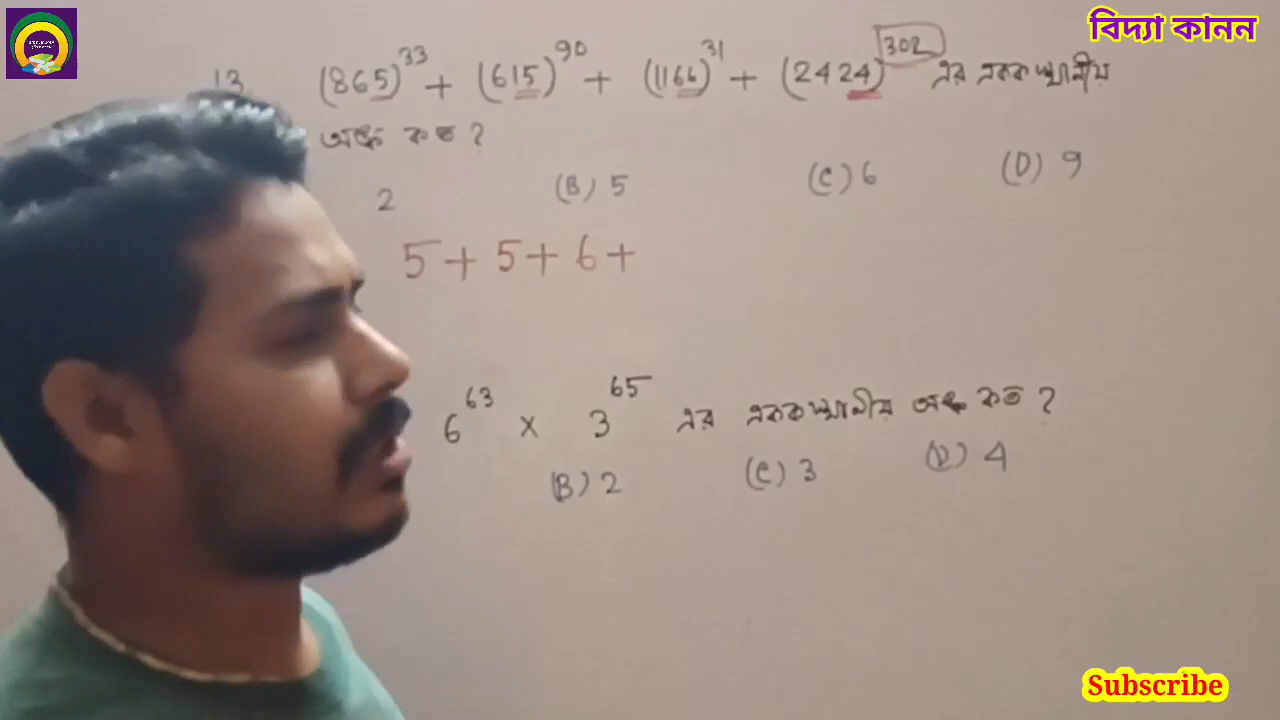 বিদ্যা কানন
13 (865)^33 + (615)^90 + (1166)^31 + (2424)^302 এর এককস্থানীয়
অঙ্ক কত ?
2 (B) 5 (C) 6 (D) 9
5 + 5 + 6 +
6^63 x 3^65 এর এককস্থানীয় অঙ্ক কত ?
(B) 2 (C) 3 (D) 4
Subscribe